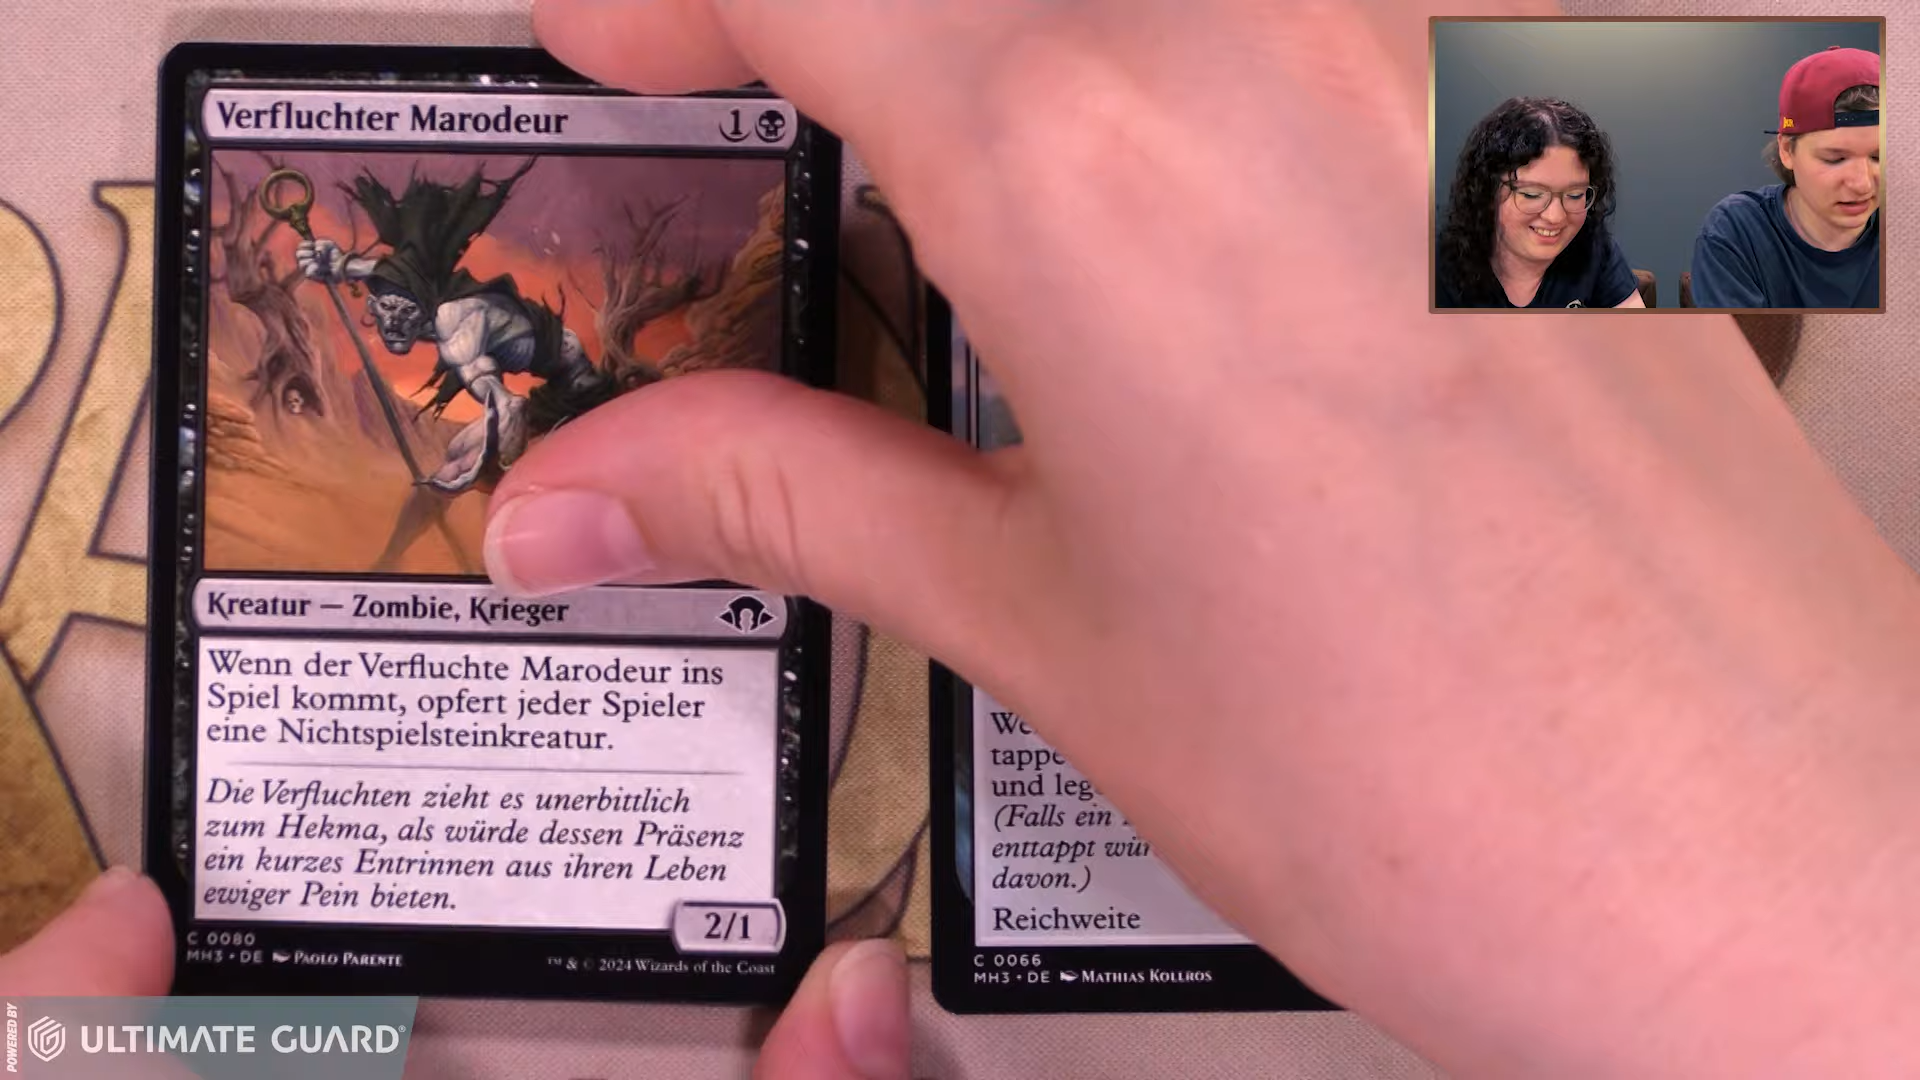 Verfluchter Marodeur 1
Kreatur — Zombie, Krieger
Wenn der Verfluchte Marodeur ins
Spiel kommt, opfert jeder Spieler
eine Nichtspielsteinkreatur.
Die Verfluchten zieht es unerbittlich
zum Hekma, als würde dessen Präsenz
ein kurzes Entrinnen aus ihren Leben
ewiger Pein bieten.
2/1
C 0080
MH3 • DE PAOLO PARENTE
™ & © 2024 Wizards of the Coast
tappe
und leg
(Falls ein
enttappt wür
davon.)
Reichweite
C 0066
MH3 • DE MATHIAS KOLLROS
POWERED BY
ULTIMATE GUARD®